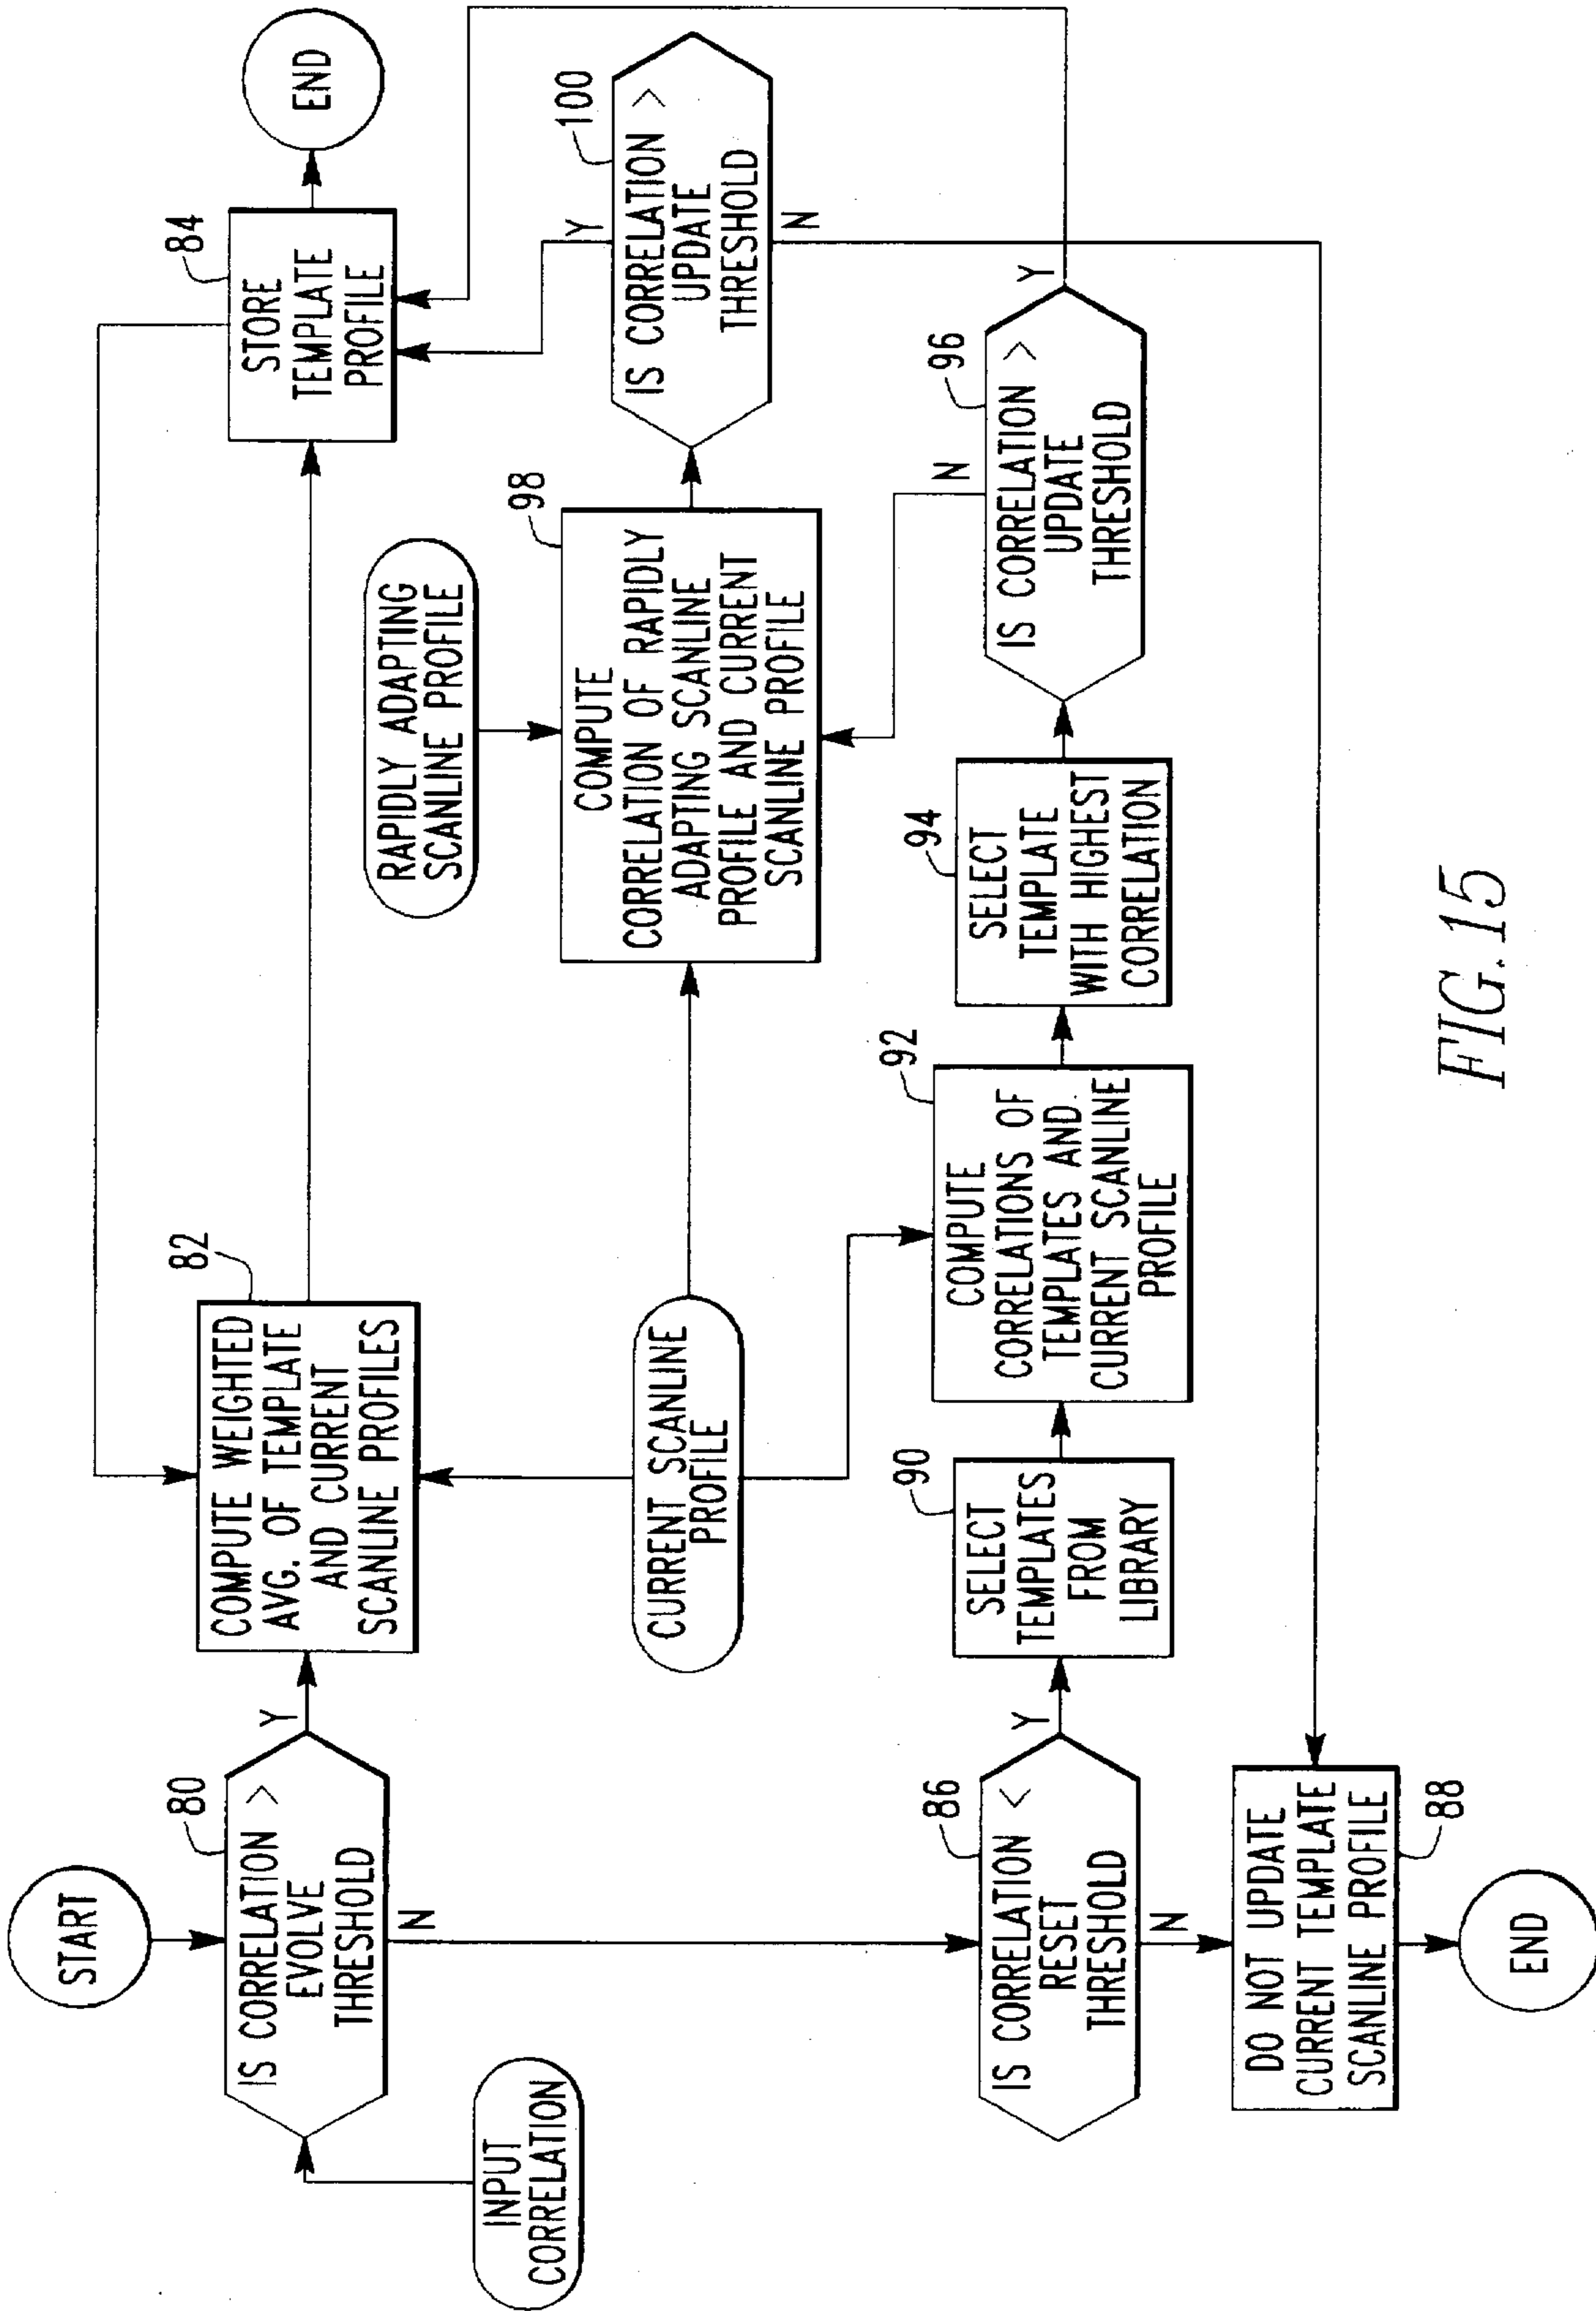 START
INPUT
CORRELATION
80
IS CORRELATION >
EVOLVE
THRESHOLD
Y
N
82
COMPUTE WEIGHTED
AVG. OF TEMPLATE
AND CURRENT
SCANLINE PROFILES
84
STORE
TEMPLATE
PROFILE
END
CURRENT SCANLINE
PROFILE
RAPIDLY ADAPTING
SCANLINE PROFILE
98
COMPUTE
CORRELATION OF RAPIDLY
ADAPTING SCANLINE
PROFILE AND CURRENT
SCANLINE PROFILE
100
IS CORRELATION >
UPDATE
THRESHOLD
Y
N
86
IS CORRELATION <
RESET
THRESHOLD
Y
N
90
SELECT
TEMPLATES
FROM
LIBRARY
92
COMPUTE
CORRELATIONS OF
TEMPLATES AND
CURRENT SCANLINE
PROFILE
94
SELECT
TEMPLATE
WITH HIGHEST
CORRELATION
96
IS CORRELATION >
UPDATE
THRESHOLD
Y
N
DO NOT UPDATE
CURRENT TEMPLATE
SCANLINE PROFILE
88
END
FIG. 15